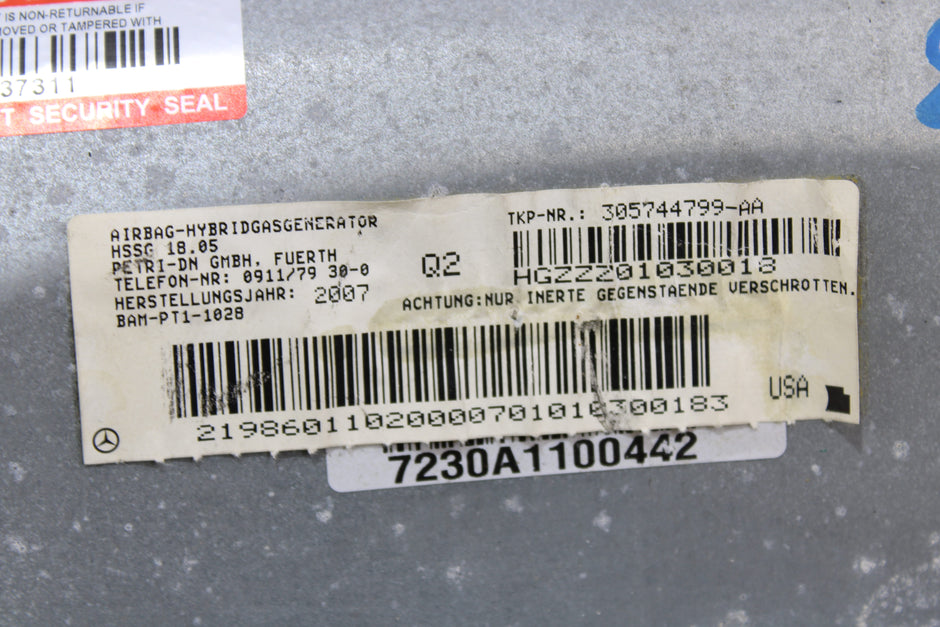 T IS NON-RETURNABLE IF
MOVED OR TAMPERED WITH
37311
T SECURITY SEAL
AIRBAG-HYBRIDGASGENERATOR
HSSG 18.05
PETRI-DN GMBH, FUERTH
TELEFON-NR: 0911/79 30-0
HERSTELLUNGSJAHR: 2007
BAM-PT1-1028
Q2
TKP-NR.: 305744799-AA
HGZZZ01030018
ACHTUNG:NUR INERTE GEGENSTAENDE VERSCHROTTEN.
21986011020000701010300183
USA
7230A1100442